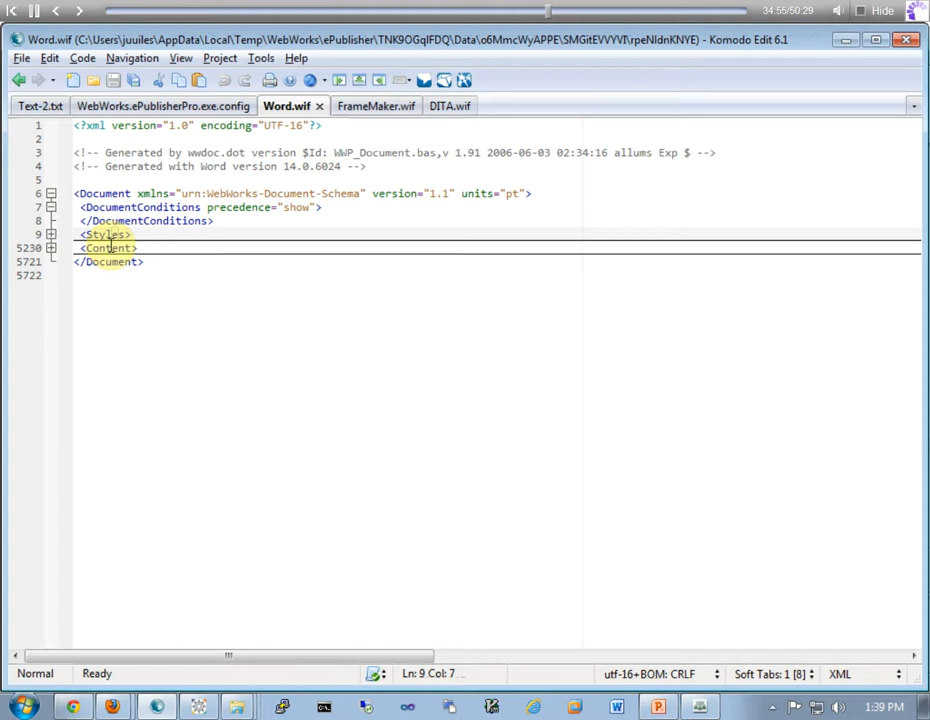 34:55/50:29
Hide
Word.wif (C:\Users\juuiles\AppData\Local\Temp\WebWorks\ePublisher\TNK9OGqIFDQ\Data\o6MmcWyAPPE\SMGitEVVYVI\rpeNIdnKNYE) - Komodo Edit 6.1
File Edit Code Navigation View Project Tools Help
Text-2.txt WebWorks.ePublisherPro.exe.config Word.wif FrameMaker.wif DITA.wif
1 <?xml version="1.0" encoding="UTF-16"?>
2
3 <!-- Generated by wwdoc.dot version $Id: WWP_Document.bas,v 1.91 2006-06-03 02:34:16 allums Exp $ -->
4 <!-- Generated with Word version 14.0.6024 -->
5
6 <Document xmlns="urn:WebWorks-Document-Schema" version="1.1" units="pt">
7 <DocumentConditions precedence="show">
8 </DocumentConditions>
9 <Styles>
5230 <Content>
5721 </Document>
5722
Normal Ready Ln: 9 Col: 7 utf-16+BOM: CRLF Soft Tabs: 1 [8] XML
1:39 PM